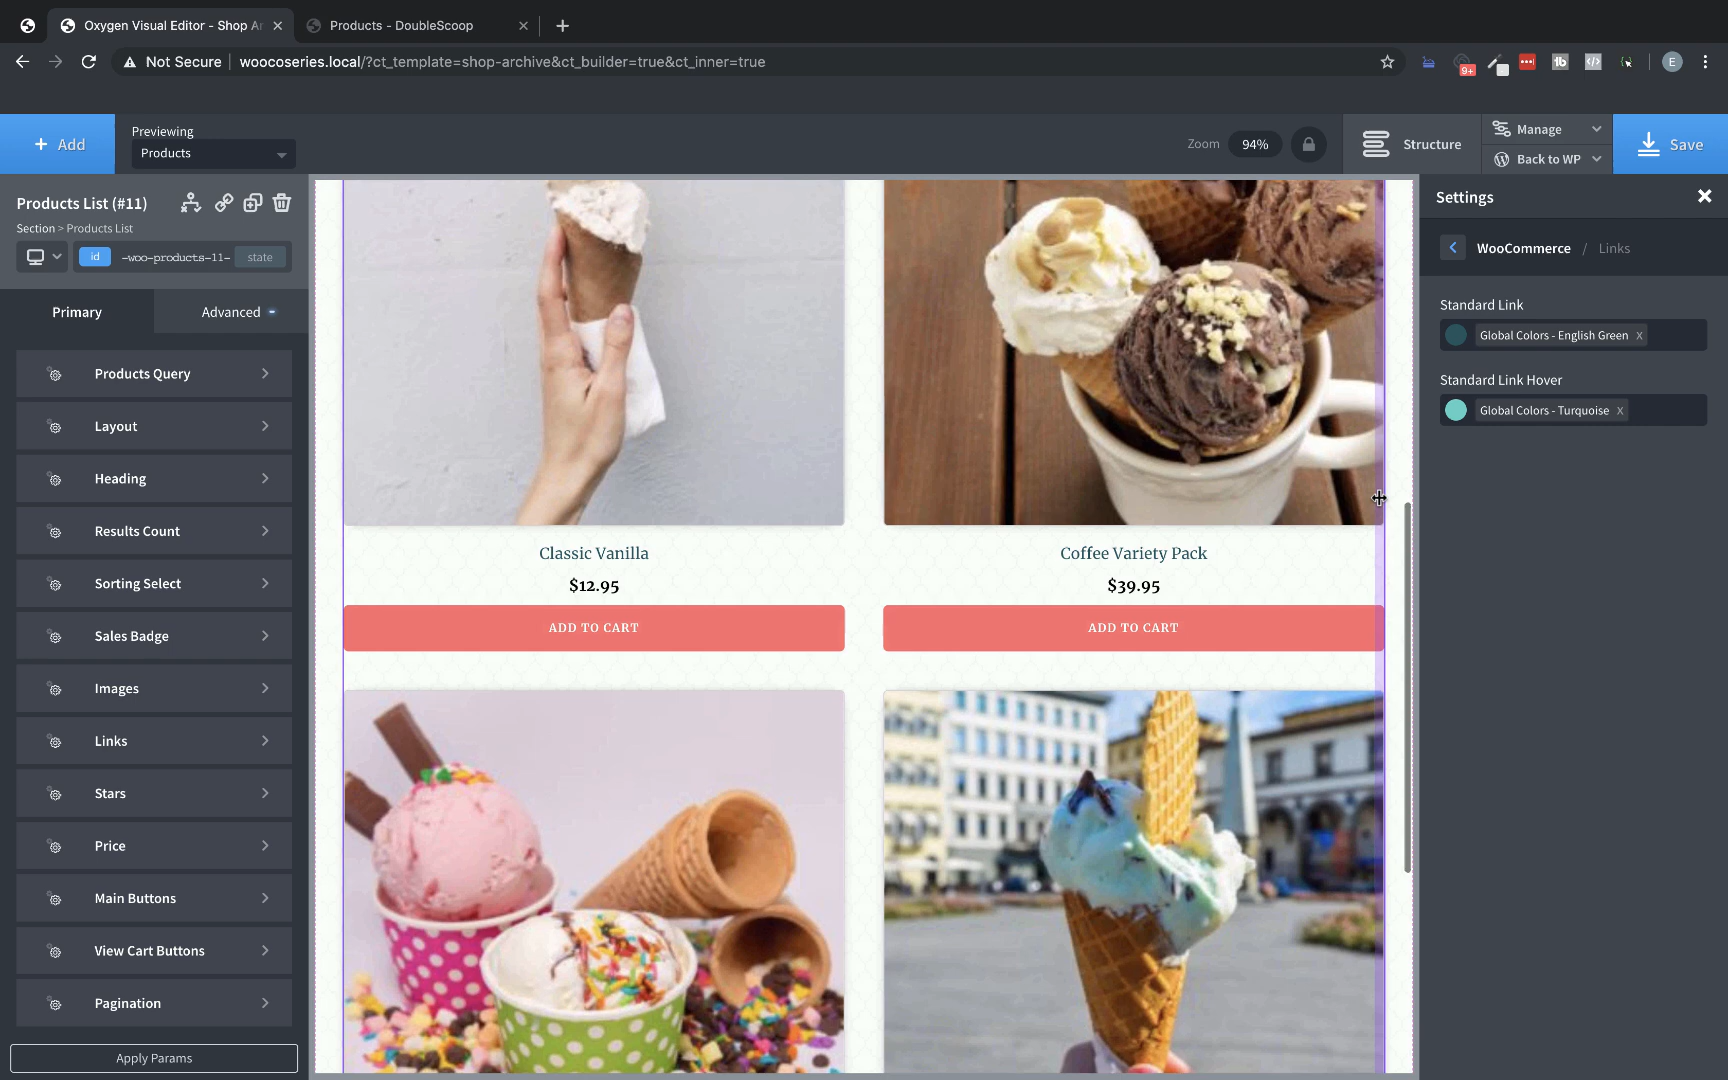 Oxygen Visual Editor - Shop Ar
Products - DoubleScoop
Not Secure
woocoseries.local/?ct_template=shop-archive&ct_builder=true&ct_inner=true
9+
E
+ Add
Previewing
Products
Zoom
94%
Structure
Manage
Back to WP
Save
Products List (#11)
Section > Products List
id
-woo-products-11-
state
Primary
Advanced
Products Query
Layout
Heading
Results Count
Sorting Select
Sales Badge
Images
Links
Stars
Price
Main Buttons
View Cart Buttons
Pagination
Apply Params
Classic Vanilla
$12.95
ADD TO CART
Coffee Variety Pack
$39.95
ADD TO CART
Settings
WooCommerce / Links
Standard Link
Global Colors - English Green x
Standard Link Hover
Global Colors - Turquoise x